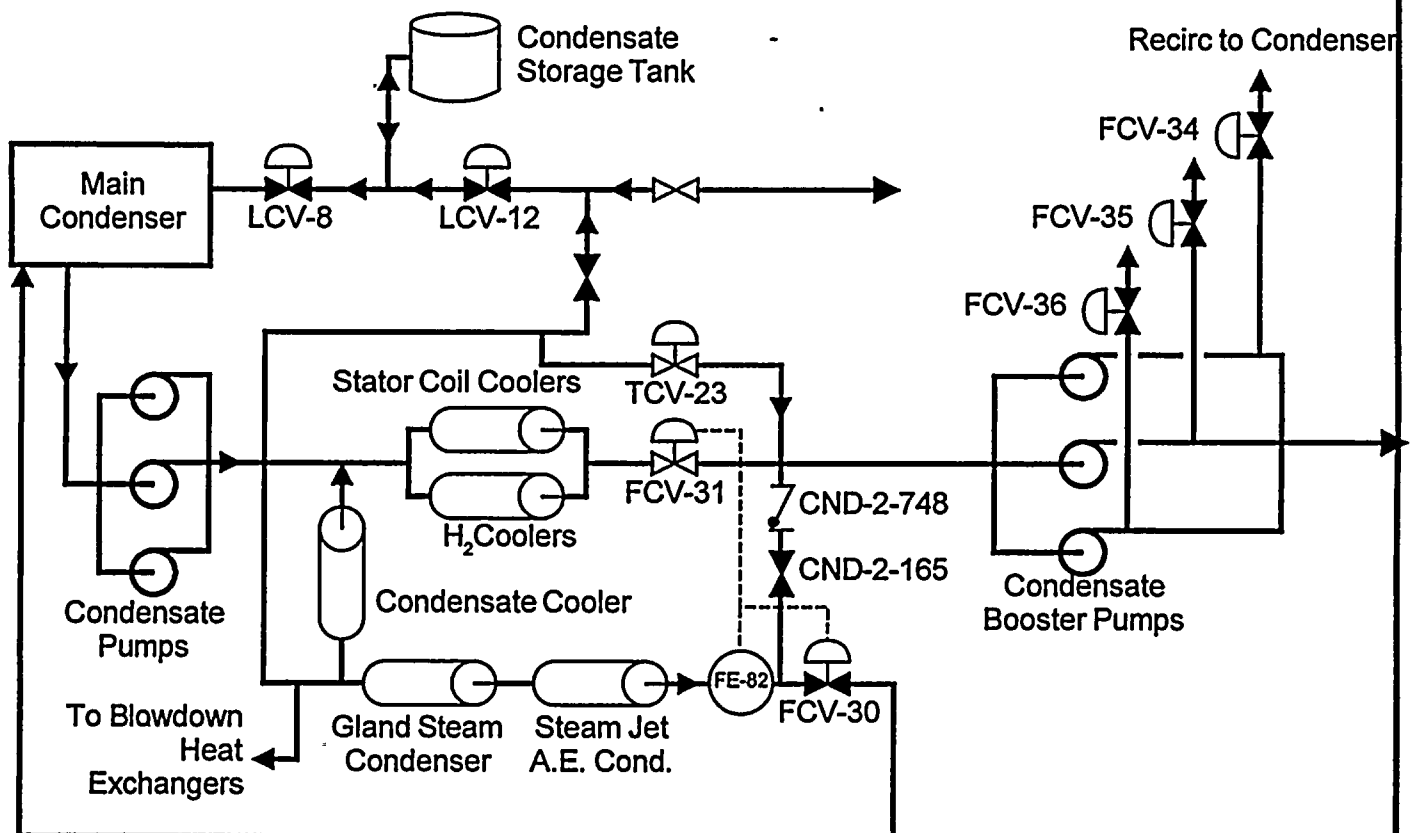 Condensate
Storage Tank
Recirc to Condenser
FCV-34
Main
Condenser
LCV-8
LCV-12
FCV-35
FCV-36
Stator Coil Coolers
TCV-23
FCV-31
H₂Coolers
CND-2-748
CND-2-165
Condensate
Pumps
Condensate Cooler
Condensate
Booster Pumps
FE-82
FCV-30
To Blowdown
Heat
Exchangers
Gland Steam
Condenser
Steam Jet
A.E. Cond.